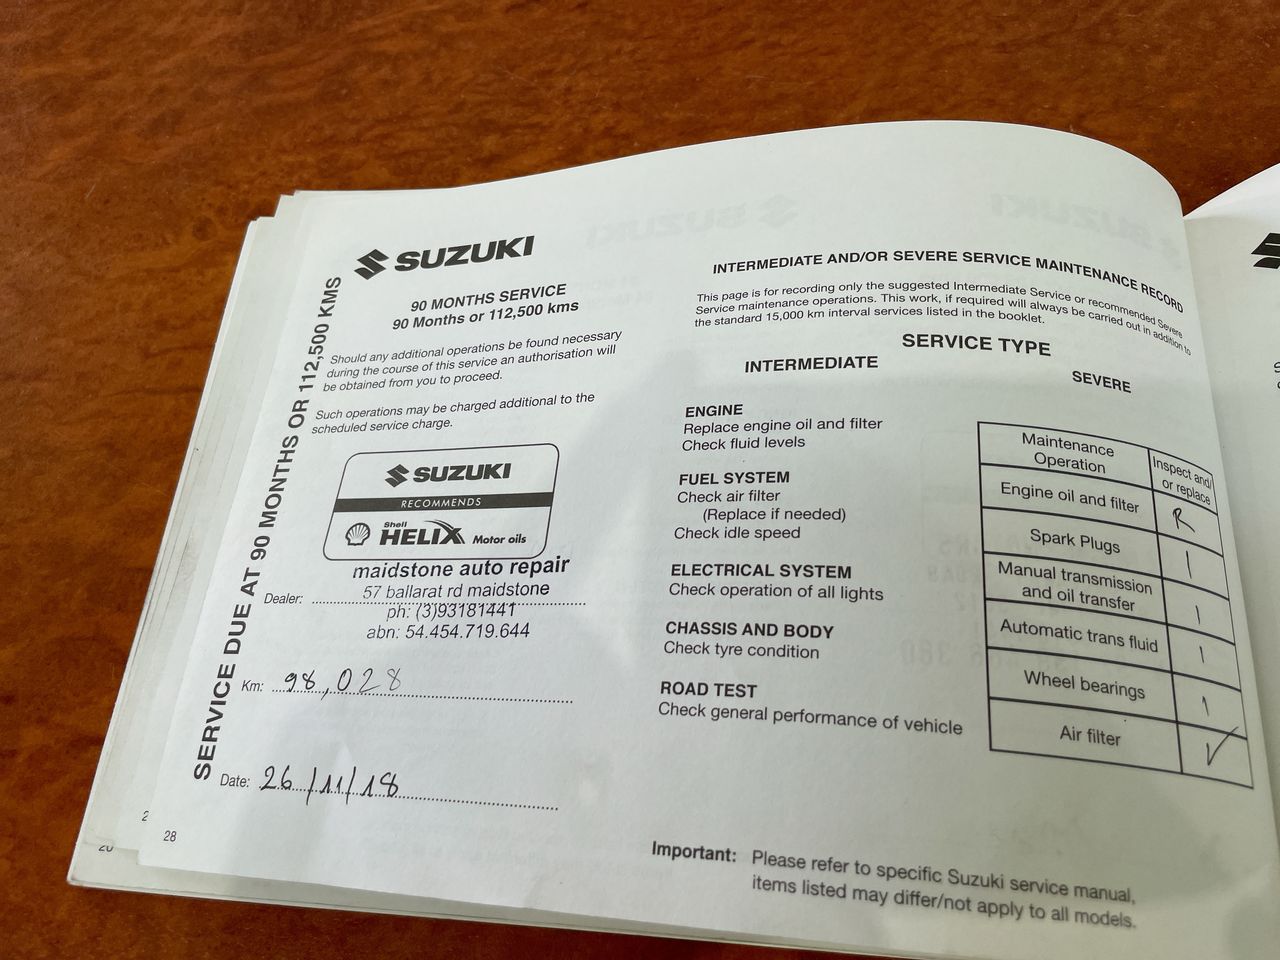 SERVICE DUE AT 90 MONTHS OR 112,500 KMS
SUZUKI
90 MONTHS SERVICE
90 Months or 112,500 kms
Should any additional operations be found necessary
during the course of this service an authorisation will
be obtained from you to proceed.
Such operations may be charged additional to the
scheduled service charge.
SUZUKI
RECOMMENDS
Shell
HELIX Motor oils
maidstone auto repair
57 ballarat rd maidstone
Dealer:
ph: (3)93181441
abn: 54.454.719.644
Km: 98,028
Date: 26/11/18
28
INTERMEDIATE AND/OR SEVERE SERVICE MAINTENANCE RECORD
This page is for recording only the suggested Intermediate Service or recommended Severe
Service maintenance operations. This work, if required will always be carried out in addition to
the standard 15,000 km interval services listed in the booklet.
SERVICE TYPE
INTERMEDIATE
ENGINE
Replace engine oil and filter
Check fluid levels
FUEL SYSTEM
Check air filter
(Replace if needed)
Check idle speed
ELECTRICAL SYSTEM
Check operation of all lights
CHASSIS AND BODY
Check tyre condition
ROAD TEST
Check general performance of vehicle
SEVERE
Maintenance
Operation
Inspect and/
or replace
Engine oil and filter R
Spark Plugs I
Manual transmission
and oil transfer I
Automatic trans fluid I
Wheel bearings I
Air filter ✓
Important: Please refer to specific Suzuki service manual,
items listed may differ/not apply to all models.